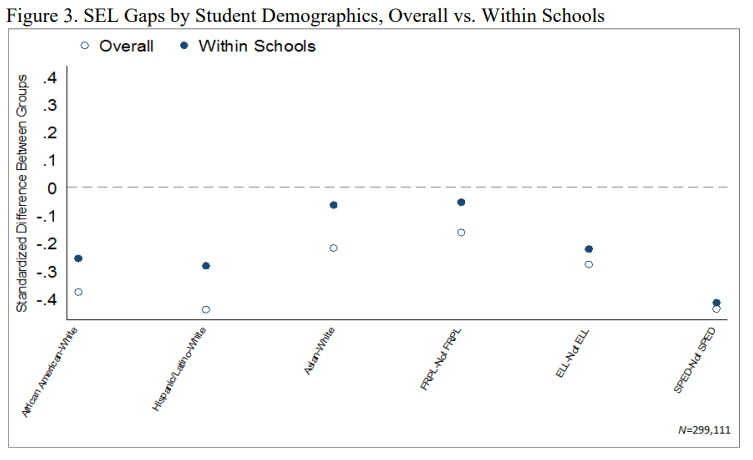 Figure 3. SEL Gaps by Student Demographics, Overall vs. Within Schools
Overall Within Schools
Standardized Difference Between Groups
.4
.3
.2
.1
0
-.1
-.2
-.3
-.4
African American-White
Hispanic/Latino-White
Asian-White
FRPL-Not FRPL
ELL-Not ELL
SPED-Not SPED
N=299,111